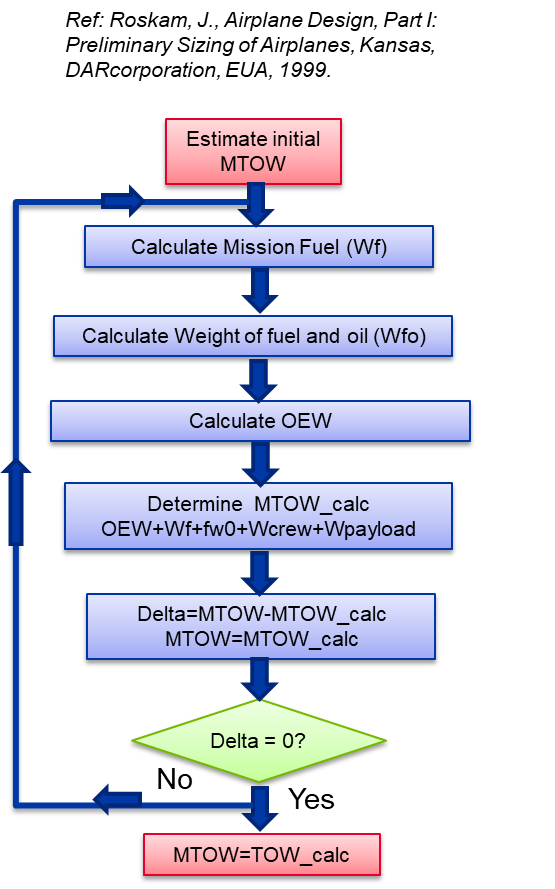 Ref: Roskam, J., Airplane Design, Part I:
Preliminary Sizing of Airplanes, Kansas,
DARcorporation, EUA, 1999.
Estimate initial
MTOW
Calculate Mission Fuel (Wf)
Calculate Weight of fuel and oil (Wfo)
Calculate OEW
Determine MTOW_calc
OEW+Wf+fw0+Wcrew+Wpayload
Delta=MTOW-MTOW_calc
MTOW=MTOW_calc
Delta = 0?
No
Yes
MTOW=TOW_calc